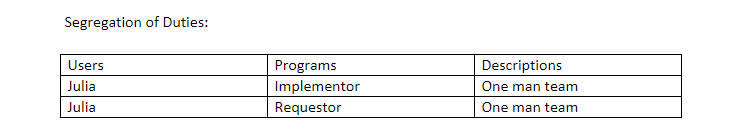 Segregation of Duties:
Users Programs Descriptions
Julia Implementor One man team
Julia Requestor One man team